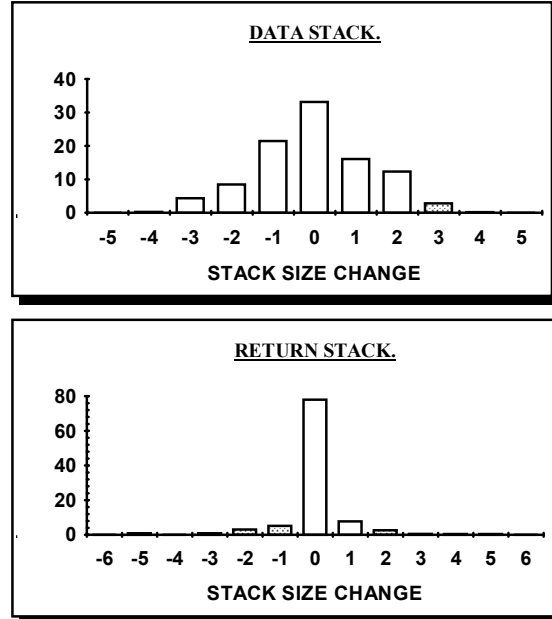 DATA STACK.
40
30
20
10
0
-5 -4 -3 -2 -1 0 1 2 3 4 5
STACK SIZE CHANGE
RETURN STACK.
80
60
40
20
0
-6 -5 -4 -3 -2 -1 0 1 2 3 4 5 6
STACK SIZE CHANGE